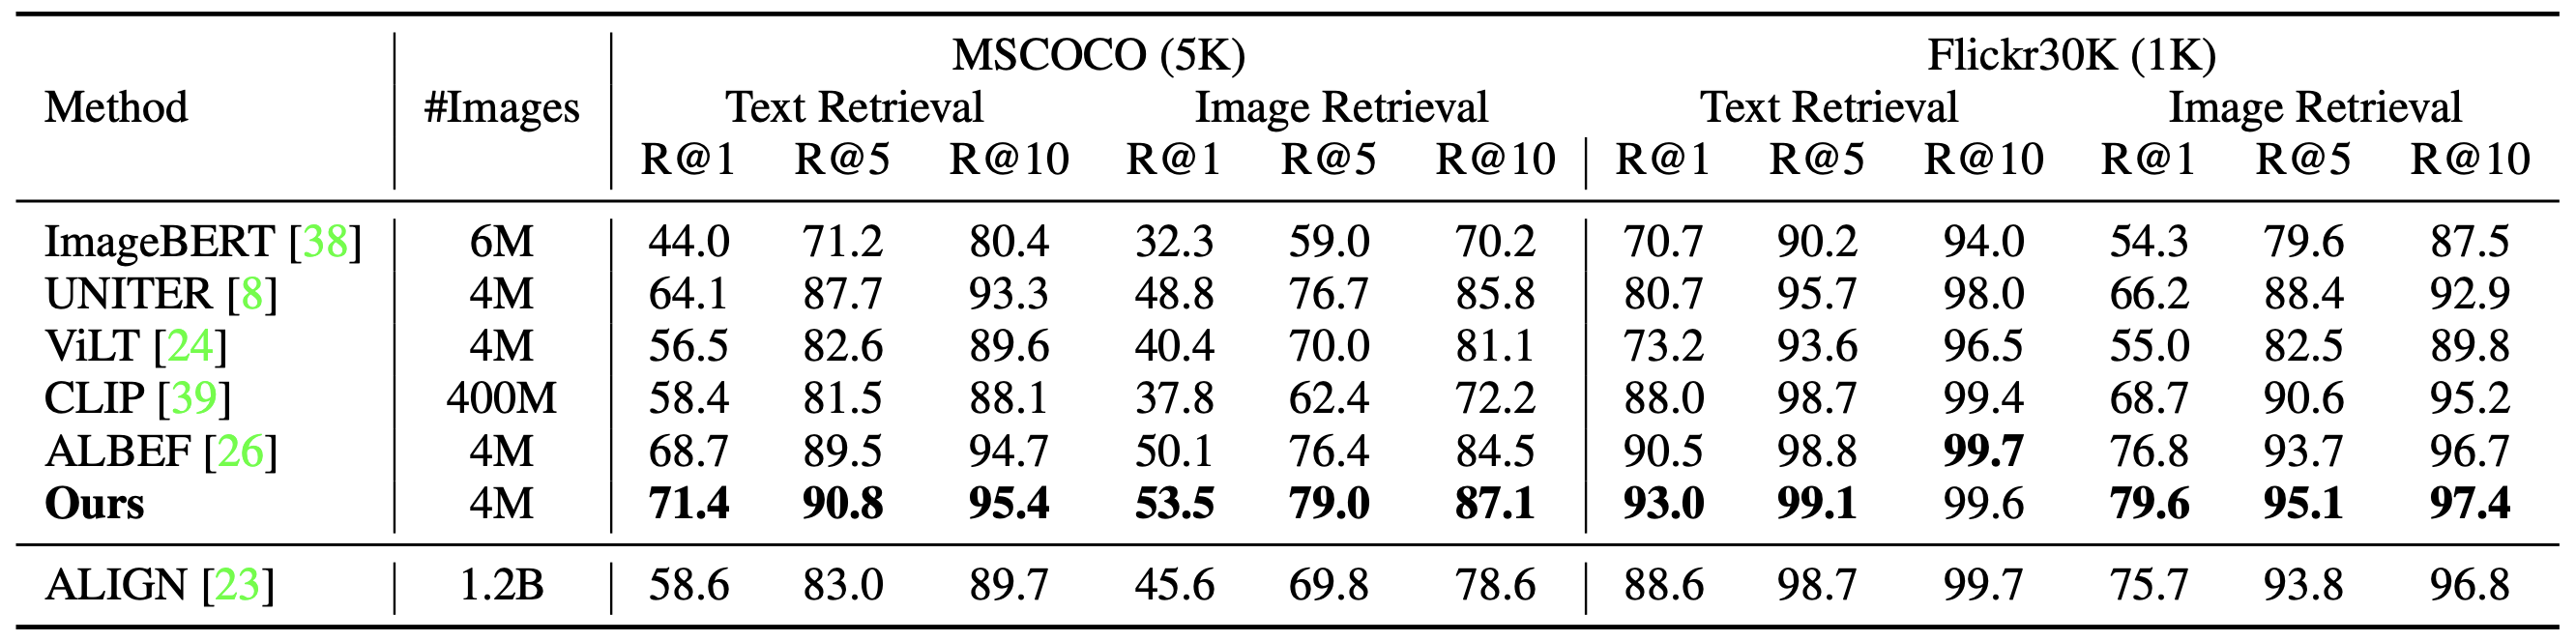 MSCOCO (5K) Flickr30K (1K)
Method #Images Text Retrieval Image Retrieval Text Retrieval Image Retrieval
R@1 R@5 R@10 R@1 R@5 R@10 R@1 R@5 R@10 R@1 R@5 R@10
ImageBERT [38] 6M 44.0 71.2 80.4 32.3 59.0 70.2 70.7 90.2 94.0 54.3 79.6 87.5
UNITER [8] 4M 64.1 87.7 93.3 48.8 76.7 85.8 80.7 95.7 98.0 66.2 88.4 92.9
ViLT [24] 4M 56.5 82.6 89.6 40.4 70.0 81.1 73.2 93.6 96.5 55.0 82.5 89.8
CLIP [39] 400M 58.4 81.5 88.1 37.8 62.4 72.2 88.0 98.7 99.4 68.7 90.6 95.2
ALBEF [26] 4M 68.7 89.5 94.7 50.1 76.4 84.5 90.5 98.8 99.7 76.8 93.7 96.7
Ours 4M 71.4 90.8 95.4 53.5 79.0 87.1 93.0 99.1 99.6 79.6 95.1 97.4
ALIGN [23] 1.2B 58.6 83.0 89.7 45.6 69.8 78.6 88.6 98.7 99.7 75.7 93.8 96.8